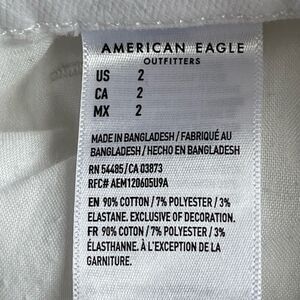 AMERICAN EAGLE
OUTFITTERS
US 2
CA 2
MX 2
MADE IN BANGLADESH / FABRIQUÉ AU
BANGLADESH / HECHO EN BANGLADESH
RN 54485/CA 03873
RFC# AEM120605U9A
EN 90% COTTON / 7% POLYESTER / 3%
ELASTANE. EXCLUSIVE OF DECORATION.
FR 90% COTON / 7% POLYESTER / 3%
ÉLASTHANNE. À L'EXCEPTION DE LA
GARNITURE.